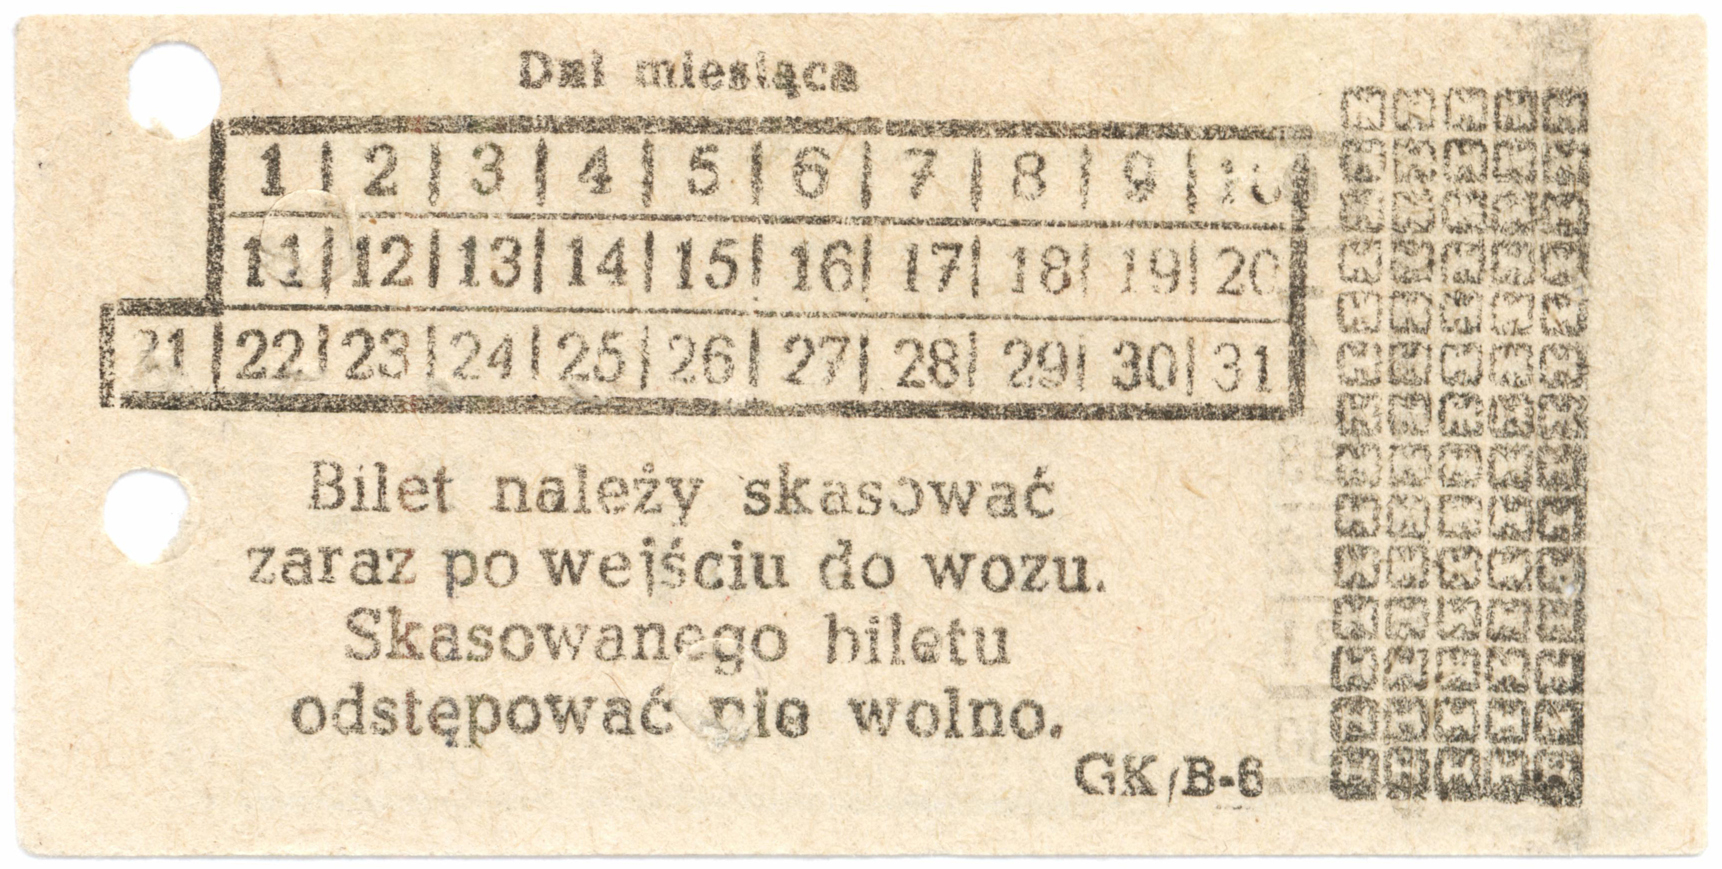 Dni miesiąca
1 | 2 | 3 | 4 | 5 | 6 | 7 | 8 | 9 | 10
11 | 12 | 13 | 14 | 15 | 16 | 17 | 18 | 19 | 20
21 | 22 | 23 | 24 | 25 | 26 | 27 | 28 | 29 | 30 | 31
Bilet należy skasować
zaraz po wejściu do wozu.
Skasowanego biletu
odstępować nie wolno.
GK/B-6